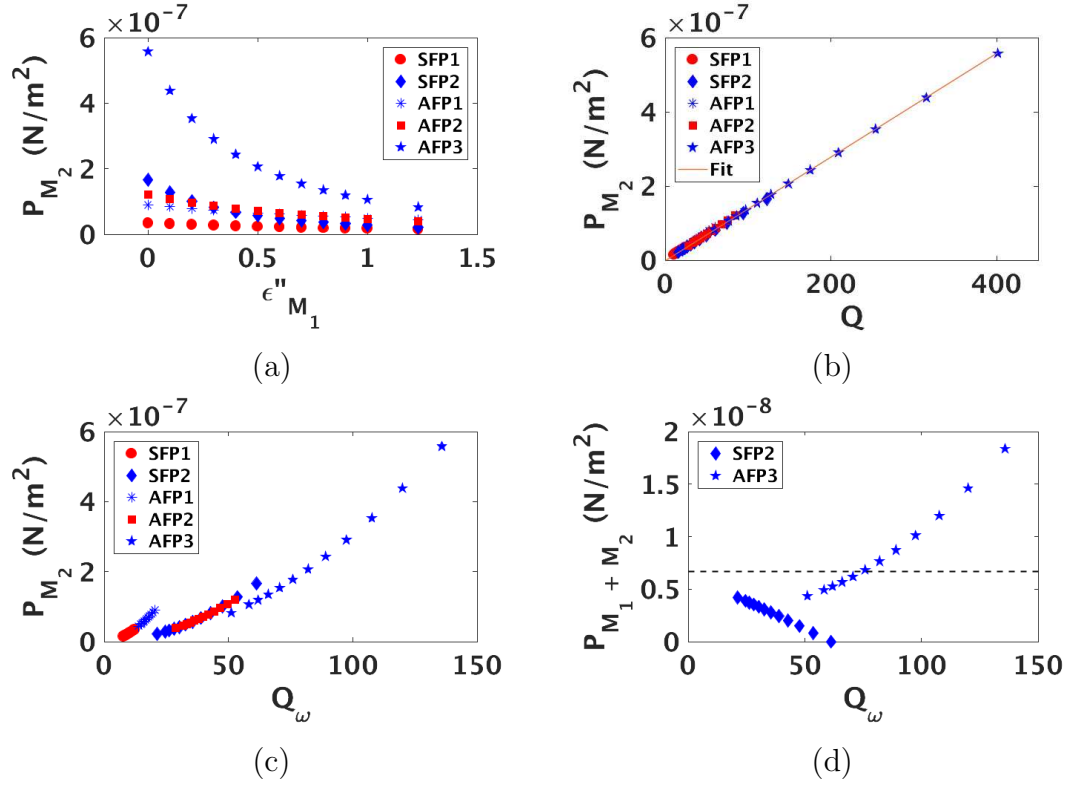 ×10⁻⁷
P_M₂ (N/m²)
6
4
2
0
0
0.5
1
1.5
ϵ"_M₁
SFP1
SFP2
AFP1
AFP2
AFP3
(a)
×10⁻⁷
P_M₂ (N/m²)
6
4
2
0
0
200
400
Q
SFP1
SFP2
AFP1
AFP2
AFP3
Fit
(b)
×10⁻⁷
P_M₂ (N/m²)
6
4
2
0
0
50
100
150
Q_ω
SFP1
SFP2
AFP1
AFP2
AFP3
(c)
×10⁻⁸
P_M₁ + M₂ (N/m²)
2
1.5
1
0.5
0
0
50
100
150
Q_ω
SFP2
AFP3
(d)